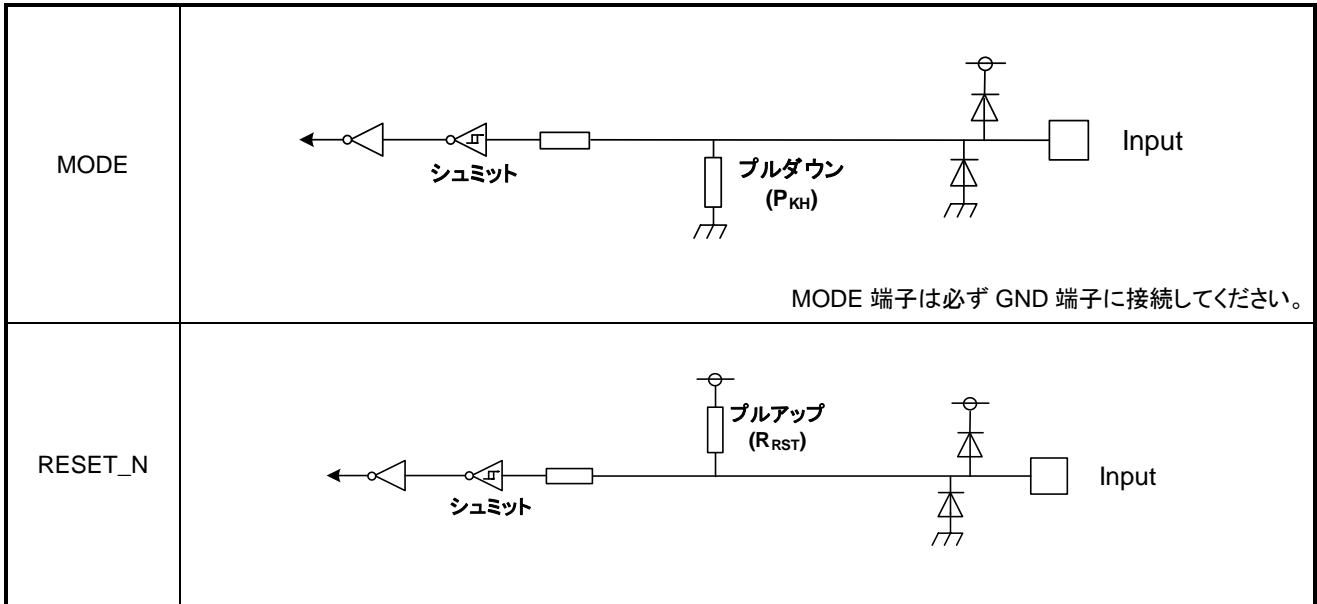 MODE
シュミット
プルダウン
(PKH)
Input
MODE 端子は必ず GND 端子に接続してください。
RESET_N
プルアップ
(RRST)
シュミット
Input